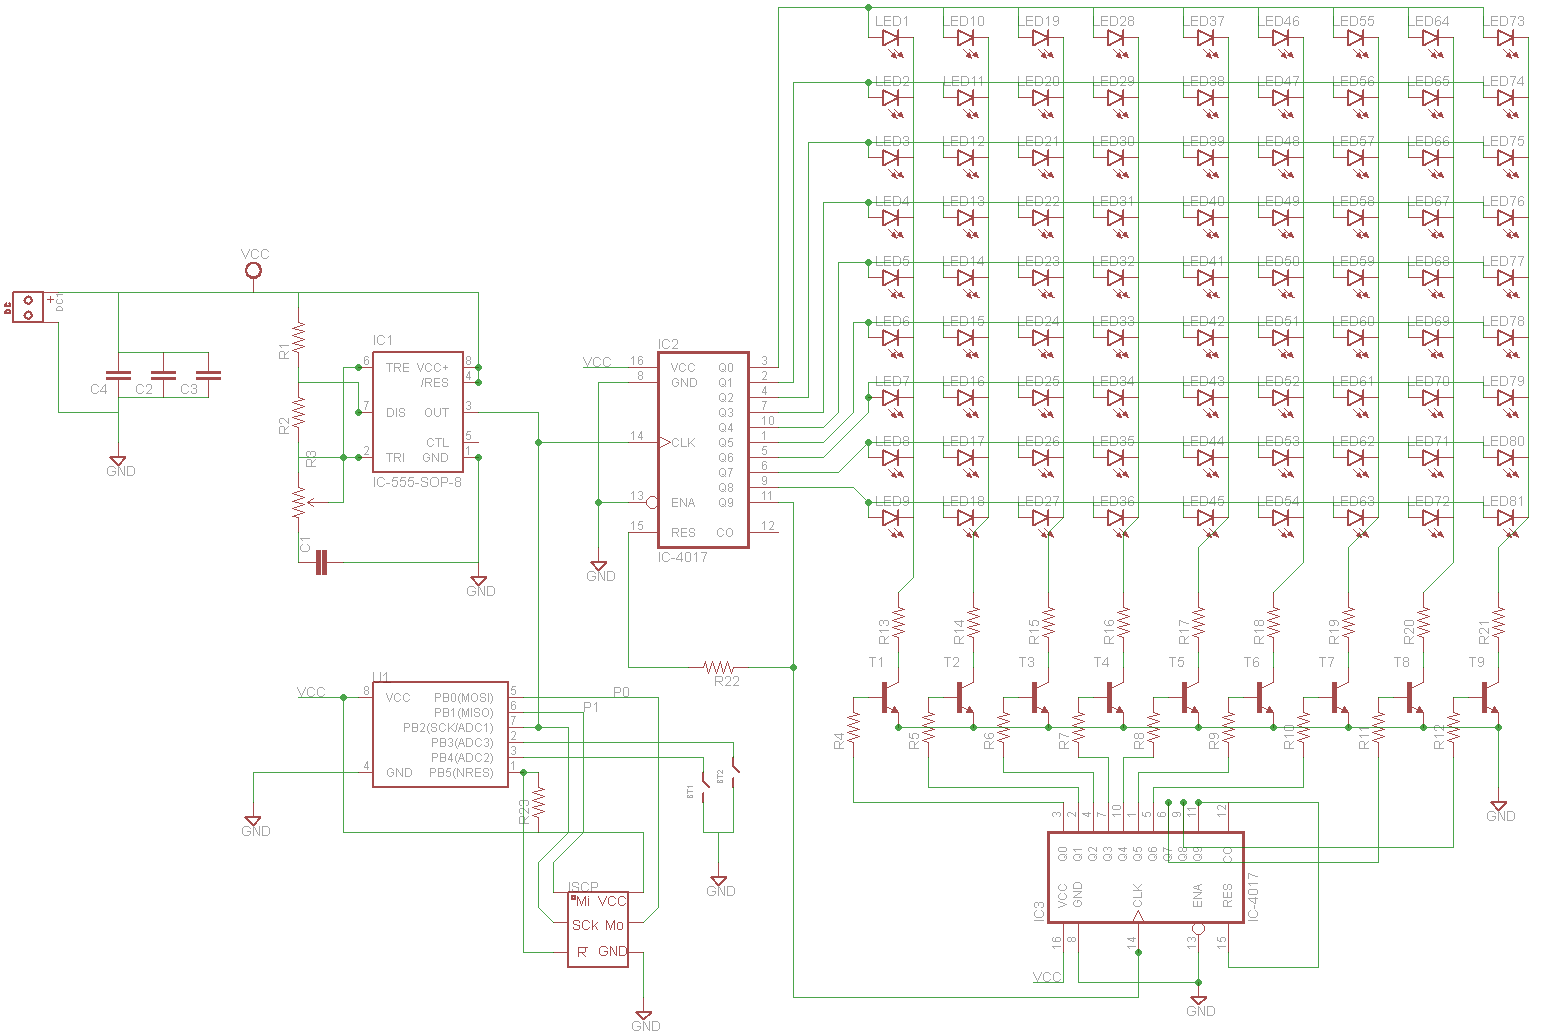 LED1 LED10 LED19 LED28 LED37 LED46 LED55 LED64 LED73
LED2 LED11 LED20 LED29 LED38 LED47 LED56 LED65 LED74
LED3 LED12 LED21 LED30 LED39 LED48 LED57 LED66 LED75
LED4 LED13 LED22 LED31 LED40 LED49 LED58 LED67 LED76
LED5 LED14 LED23 LED32 LED41 LED50 LED59 LED68 LED77
LED6 LED15 LED24 LED33 LED42 LED51 LED60 LED69 LED78
LED7 LED16 LED25 LED34 LED43 LED52 LED61 LED70 LED79
LED8 LED17 LED26 LED35 LED44 LED53 LED62 LED71 LED80
LED9 LED18 LED27 LED36 LED45 LED54 LED63 LED72 LED81
VCC
DC + DC1
C4 C2 C3
GND
R1
R2
R3
C1
IC1
6 TRE VCC+ 8
/RES 4
7 DIS OUT 3
CTL 5
2 TRI GND 1
IC-555-SOP-8
GND
IC2
VCC 16 VCC Q0 3
8 GND Q1 2
Q2 4
Q3 7
Q4 10
14 CLK Q5 1
Q6 5
Q7 6
Q8 9
13 ENA Q9 11
15 RES CO 12
IC-4017
GND
R22
R13 R14 R15 R16 R17 R18 R19 R20 R21
T1 T2 T3 T4 T5 T6 T7 T8 T9
R4 R5 R6 R7 R8 R9 R10 R11 R12
GND
U1
VCC 8 VCC PB0(MOSI) 5 P0
PB1(MISO) 6 P1
PB2(SCK/ADC1) 7
PB3(ADC3) 2
PB4(ADC2) 3
4 GND PB5(NRES) 1
GND
R23
BT1 BT2
GND
ISCP
Mi VCC
SCk Mo
R GND
GND
3 2 4 7 10 1 5 6 9 11 12
Q0 Q1 Q2 Q3 Q4 Q5 Q6 Q7 Q8 Q9 CO
VCC GND CLK ENA RES
IC3 IC-4017
16 8 14 13 15
VCC
GND